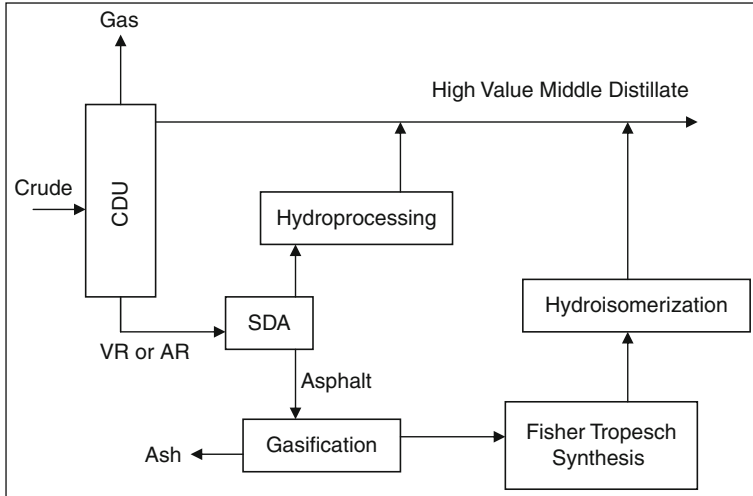 Gas
High Value Middle Distillate
Crude
CDU
Hydroprocessing
Hydroisomerization
SDA
VR or AR
Asphalt
Gasification
Ash
Fisher Tropesch
Synthesis